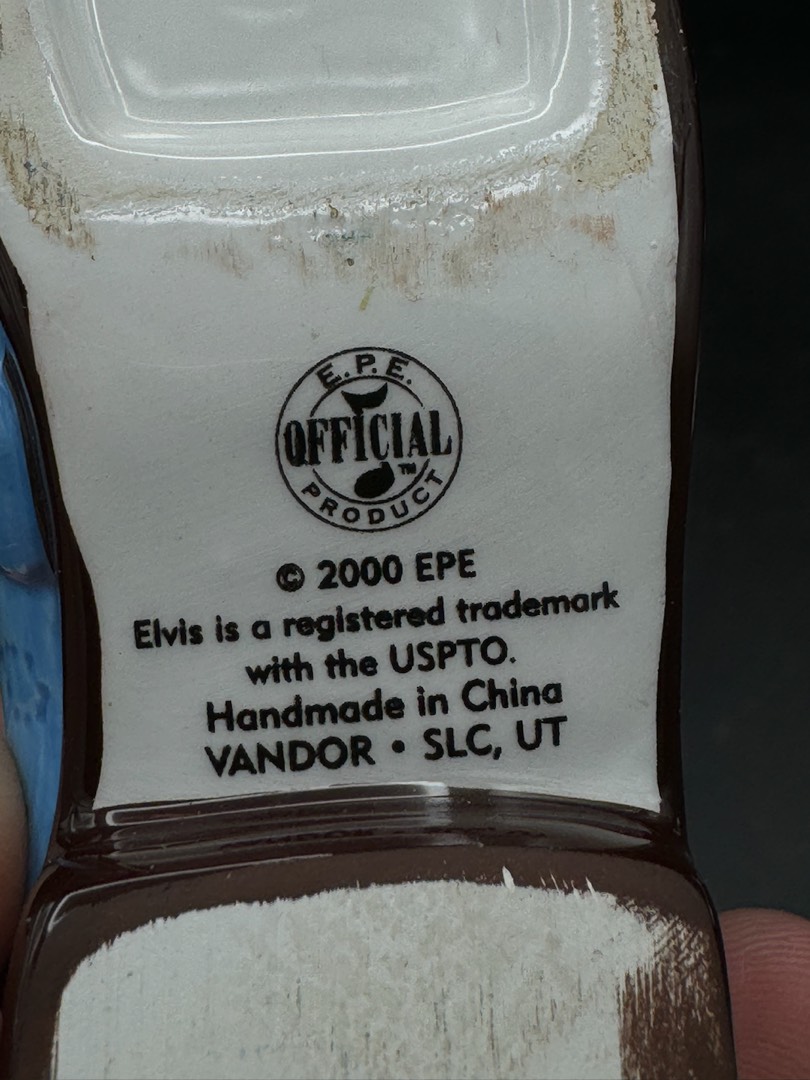 E.P.E.
OFFICIAL
TM
PRODUCT
© 2000 EPE
Elvis is a registered trademark
with the USPTO.
Handmade in China
VANDOR • SLC, UT